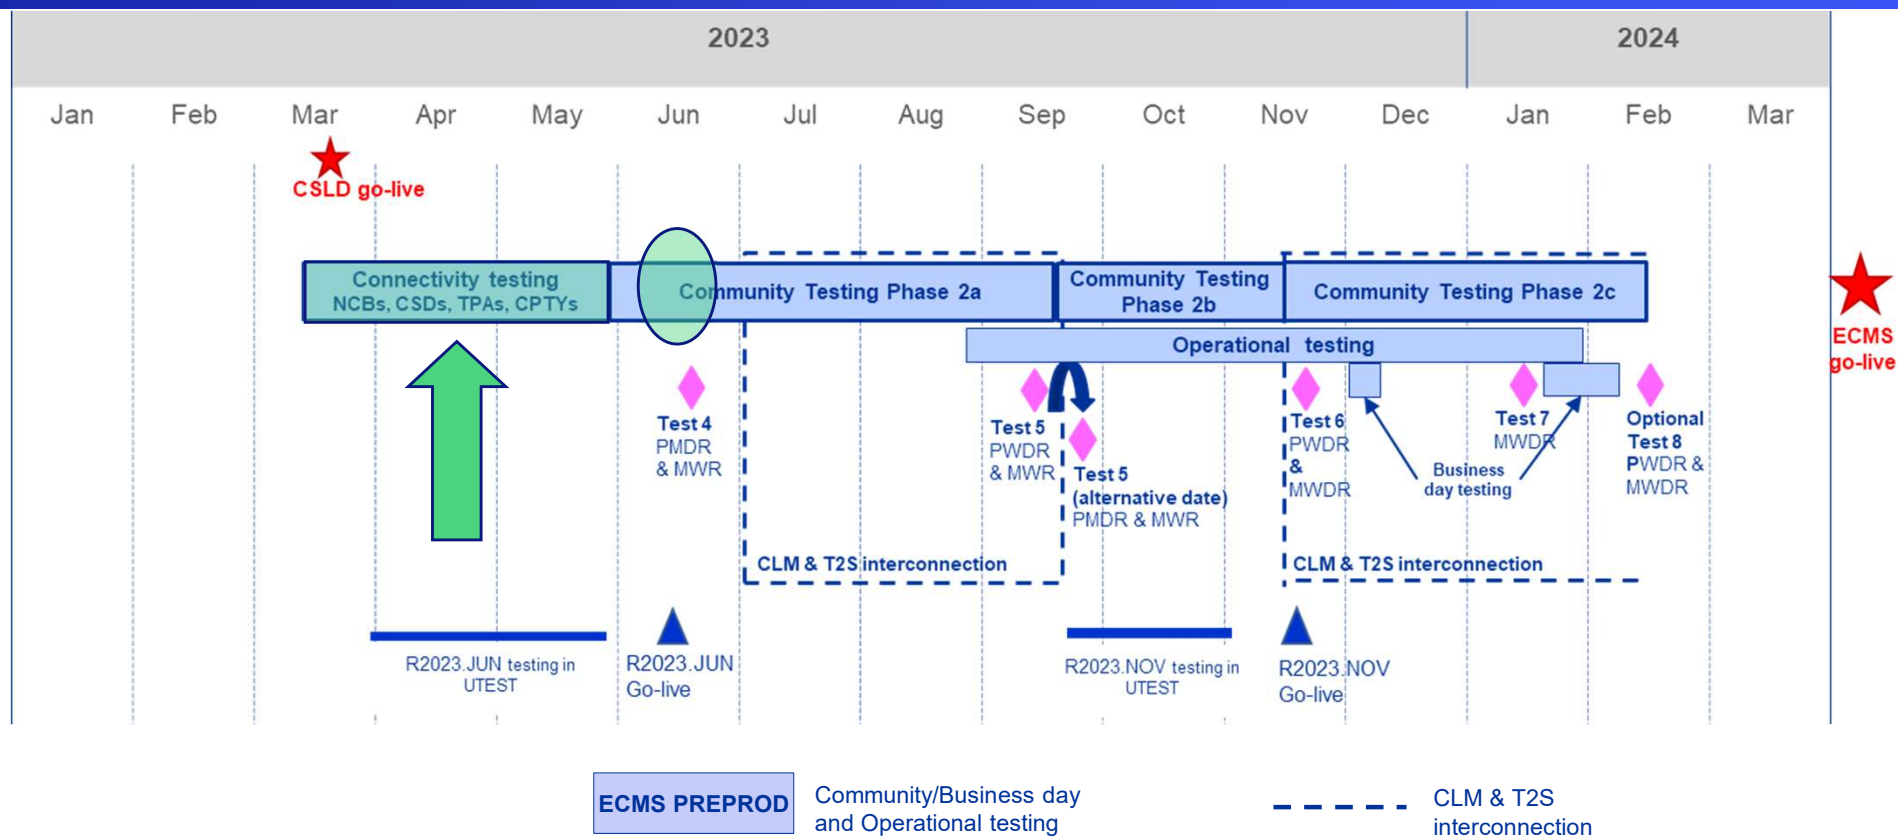 2023
2024
Jan
Feb
Mar
Apr
May
Jun
Jul
Aug
Sep
Oct
Nov
Dec
Jan
Feb
Mar
CSLD go-live
Connectivity testing
NCBs, CSDs, TPAs, CPTYs
Community Testing Phase 2a
Community Testing
Phase 2b
Community Testing Phase 2c
ECMS
go-live
Operational testing
Test 4
PMDR
& MWR
Test 5
PWDR
& MWR
Test 5
(alternative date)
PMDR & MWR
Test 6
PWDR
&
MWDR
Business
day testing
Test 7
MWDR
Optional
Test 8
PWDR &
MWDR
CLM & T2S interconnection
CLM & T2S interconnection
R2023.JUN testing in
UTEST
R2023.JUN
Go-live
R2023.NOV testing in
UTEST
R2023.NOV
Go-live
ECMS PREPROD
Community/Business day
and Operational testing
CLM & T2S
interconnection